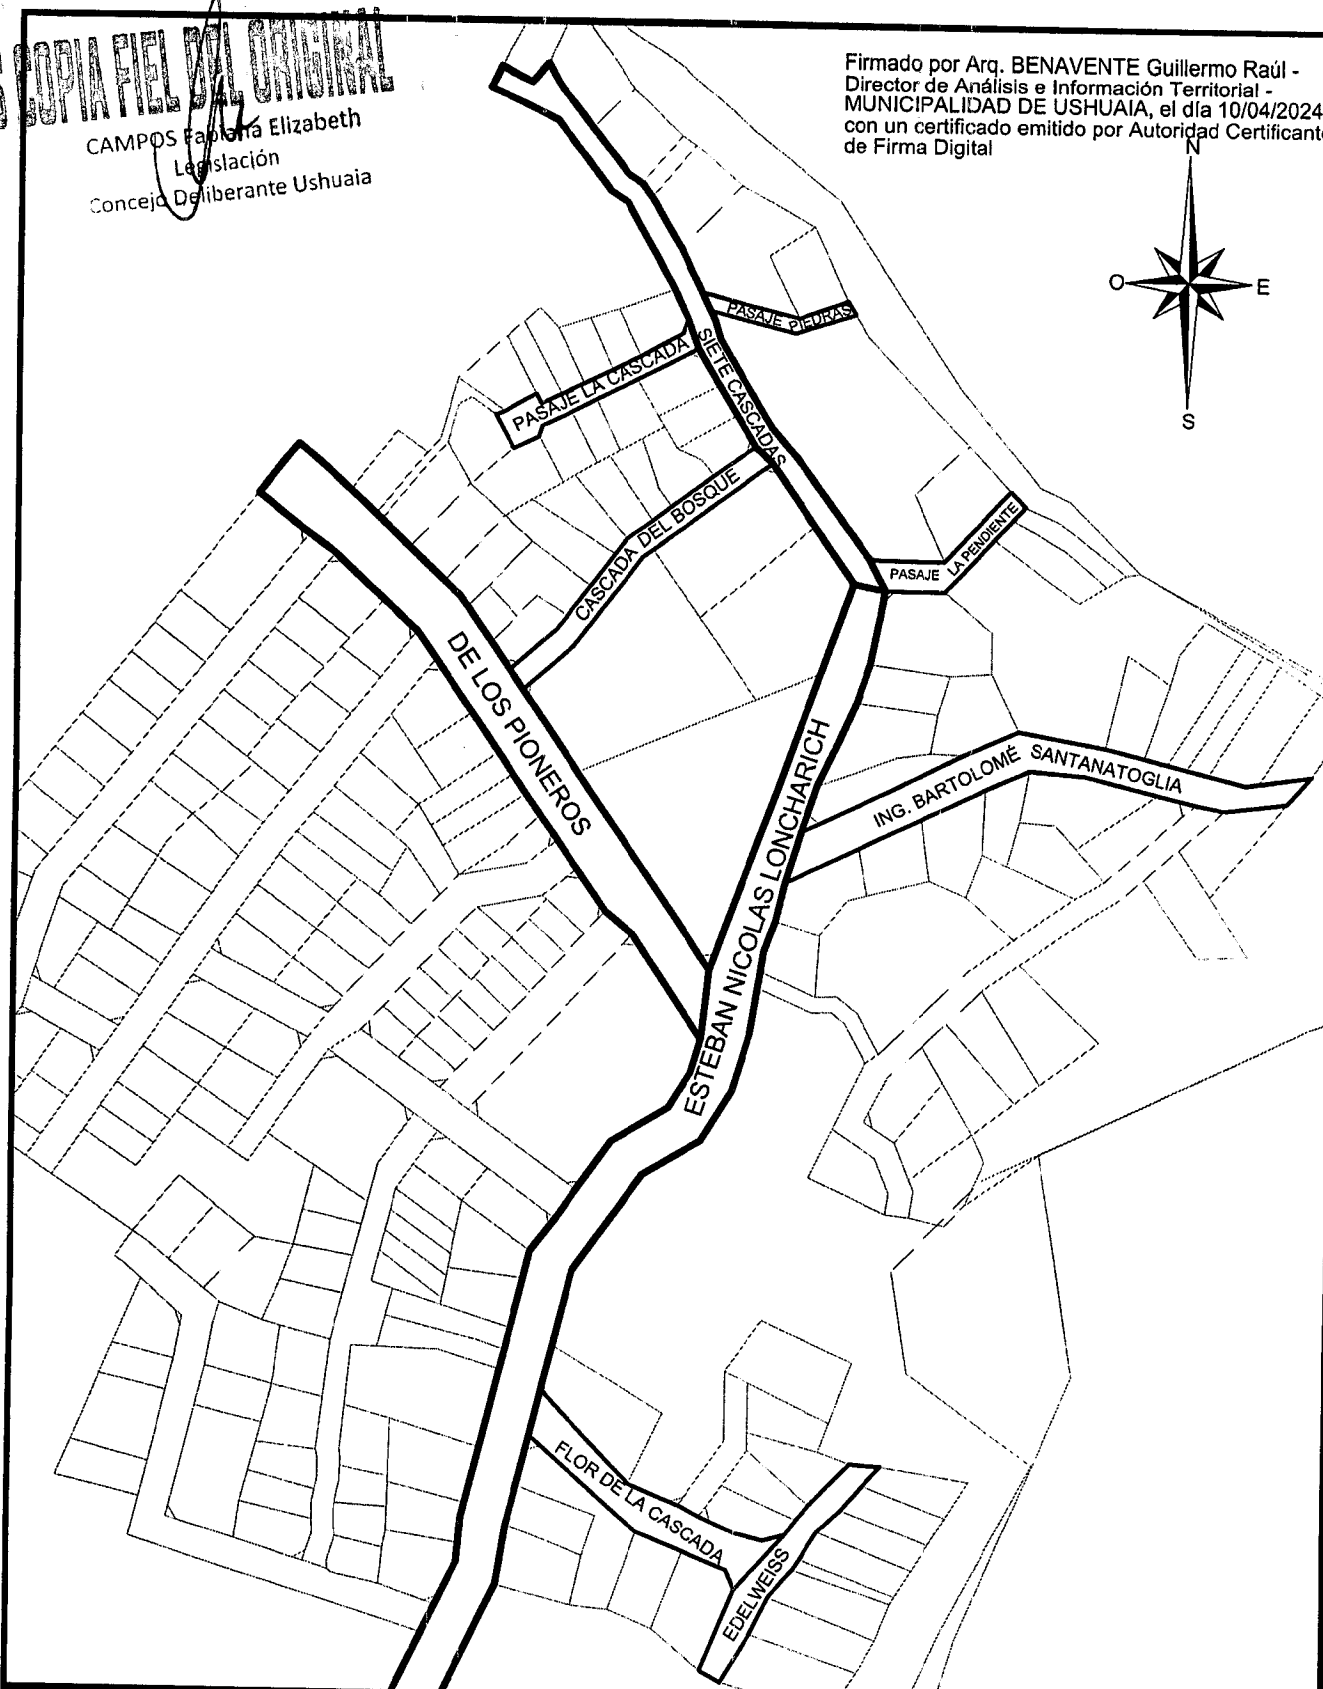 S COPIA FIEL DEL ORIGINAL
CAMPOS Fabiana Elizabeth
Legislación
Concejo Deliberante Ushuaia
Firmado por Arq. BENAVENTE Guillermo Raúl -
Director de Análisis e Información Territorial -
MUNICIPALIDAD DE USHUAIA, el día 10/04/2024
con un certificado emitido por Autoridad Certificante
de Firma Digital
N
O
E
S
PASAJE PIEDRAS
SIETE CASCADAS
PASAJE LA CASCADA
CASCADA DEL BOSQUE
PASAJE LA PENDIENTE
DE LOS PIONEROS
ING. BARTOLOMÉ SANTANATOGLIA
ESTEBAN NICOLAS LONCHARICH
FLOR DE LA CASCADA
EDELWEISS